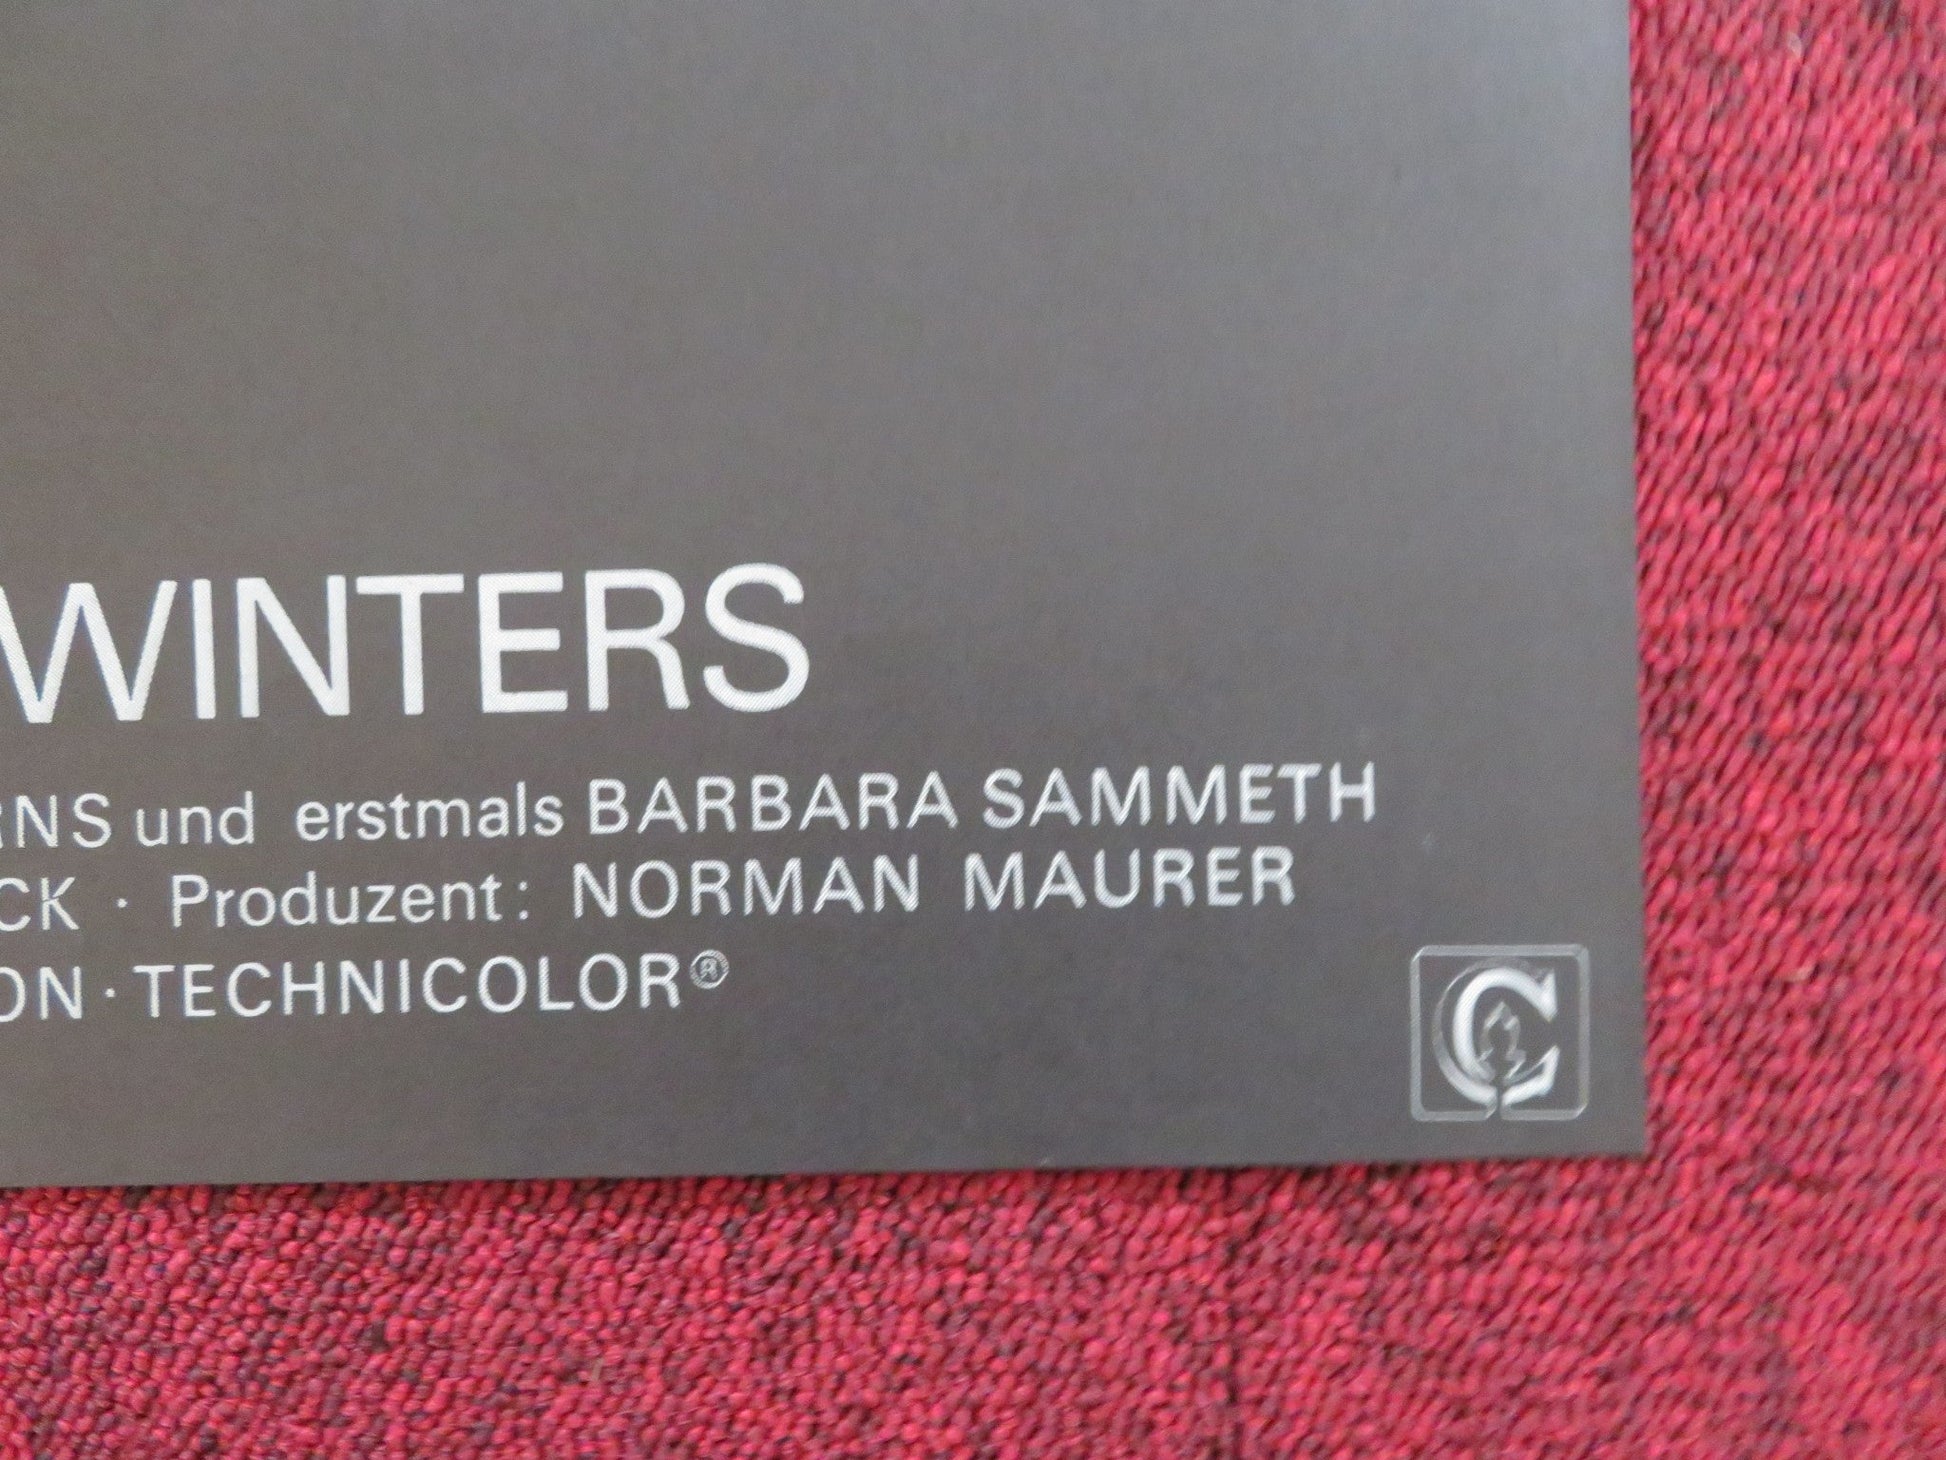 WINTERS
RNS und erstmals BARBARA SAMMETH
CK · Produzent: NORMAN MAURER
ON · TECHNICOLOR®
C